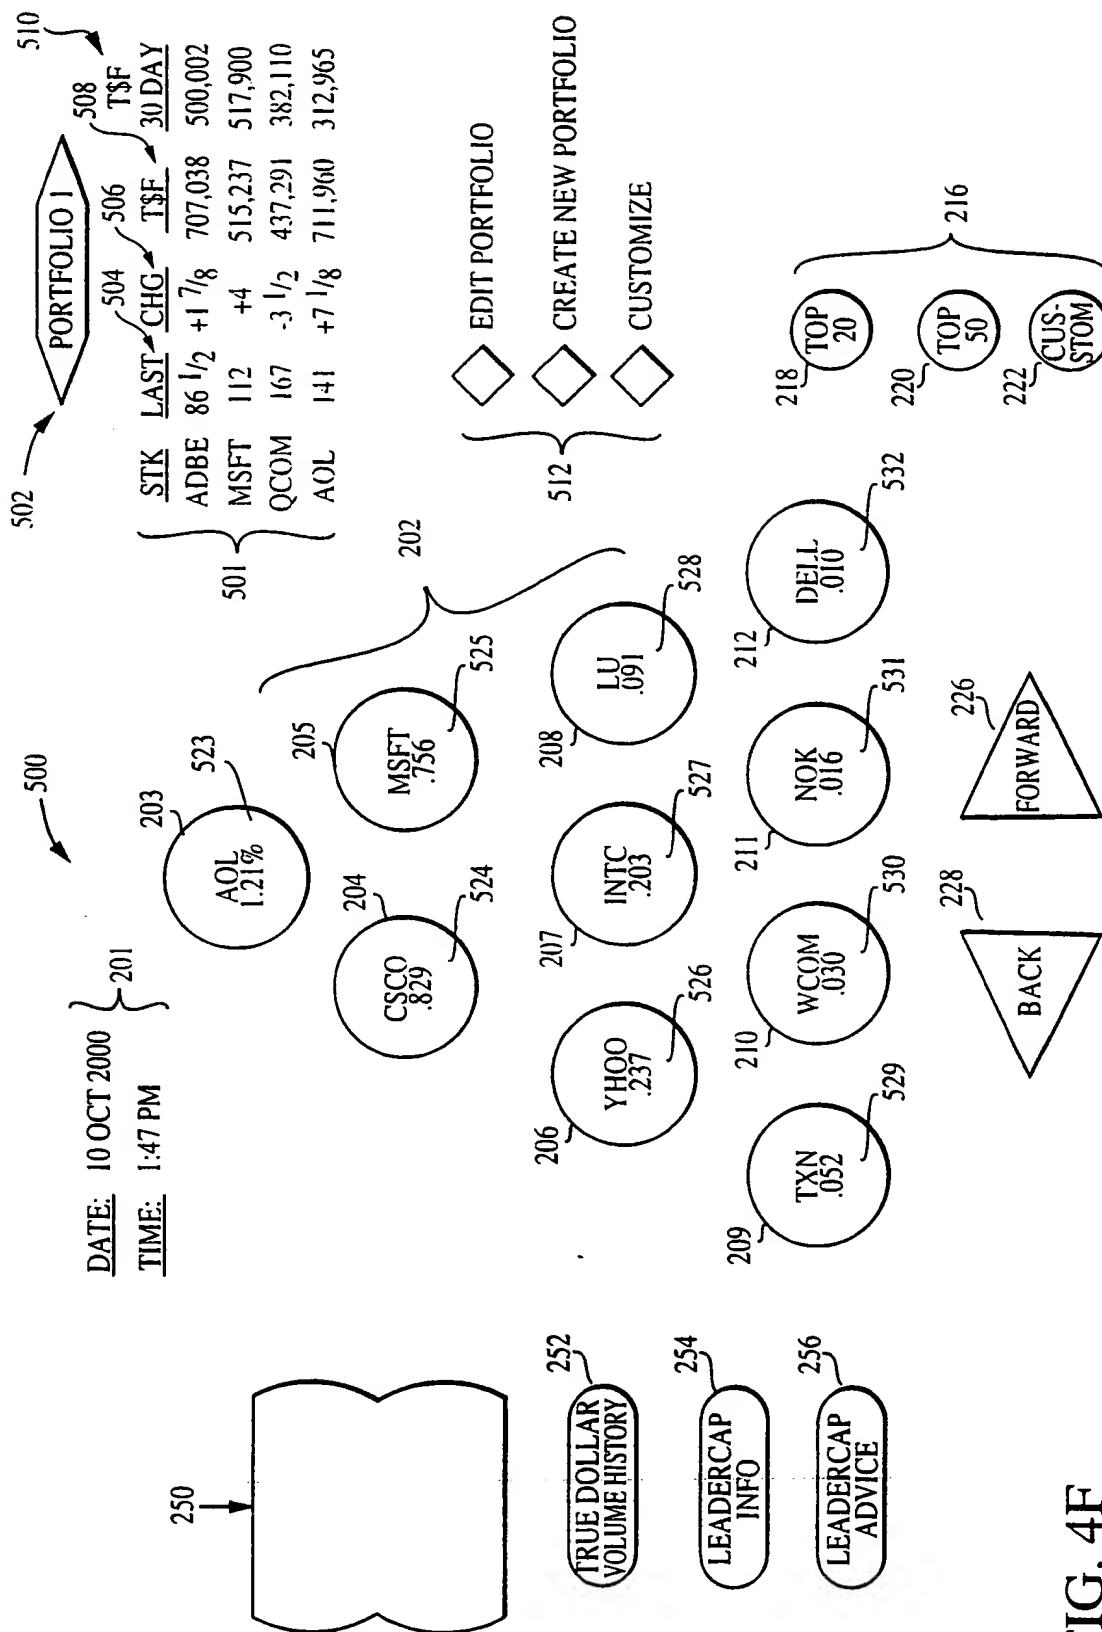 500
DATE: 10 OCT 2000
TIME: 1:47 PM
201
502
PORTFOLIO 1
504
506
508
510
T$F
STK LAST CHG T$F 30 DAY
ADBE 86 1/2 +1 7/8 707,038 500,002
MSFT 112 +4 515,237 517,900
QCOM 167 -3 1/2 437,291 382,110
AOL 141 +7 1/8 711,960 312,965
501
250
203
AOL
1.21%
523
204
CSCO
.829
524
205
MSFT
.756
525
202
206
YHOO
.237
526
207
INTC
.203
527
208
LU
.091
528
209
TXN
.052
529
210
WCOM
.030
530
211
NOK
.016
531
212
DELL
.010
532
512
EDIT PORTFOLIO
CREATE NEW PORTFOLIO
CUSTOMIZE
252
TRUE DOLLAR
VOLUME HISTORY
254
LEADERCAP
INFO
256
LEADERCAP
ADVICE
218
TOP
20
220
TOP
50
222
CUS-
TOM
216
228
BACK
226
FORWARD
FIG. 4F